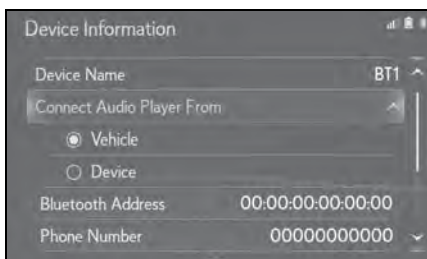 Device Information
Device Name BT1
Connect Audio Player From
Vehicle
Device
Bluetooth Address 00:00:00:00:00:00
Phone Number 00000000000